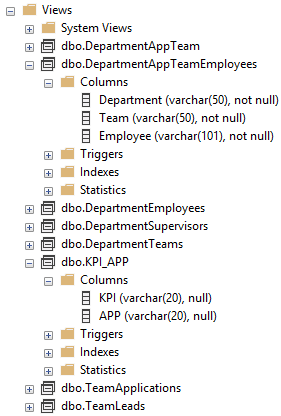 Views
System Views
dbo.DepartmentAppTeam
dbo.DepartmentAppTeamEmployees
Columns
Department (varchar(50), not null)
Team (varchar(50), not null)
Employee (varchar(101), not null)
Triggers
Indexes
Statistics
dbo.DepartmentEmployees
dbo.DepartmentSupervisors
dbo.DepartmentTeams
dbo.KPI_APP
Columns
KPI (varchar(20), null)
APP (varchar(20), null)
Triggers
Indexes
Statistics
dbo.TeamApplications
dbo.TeamLeads